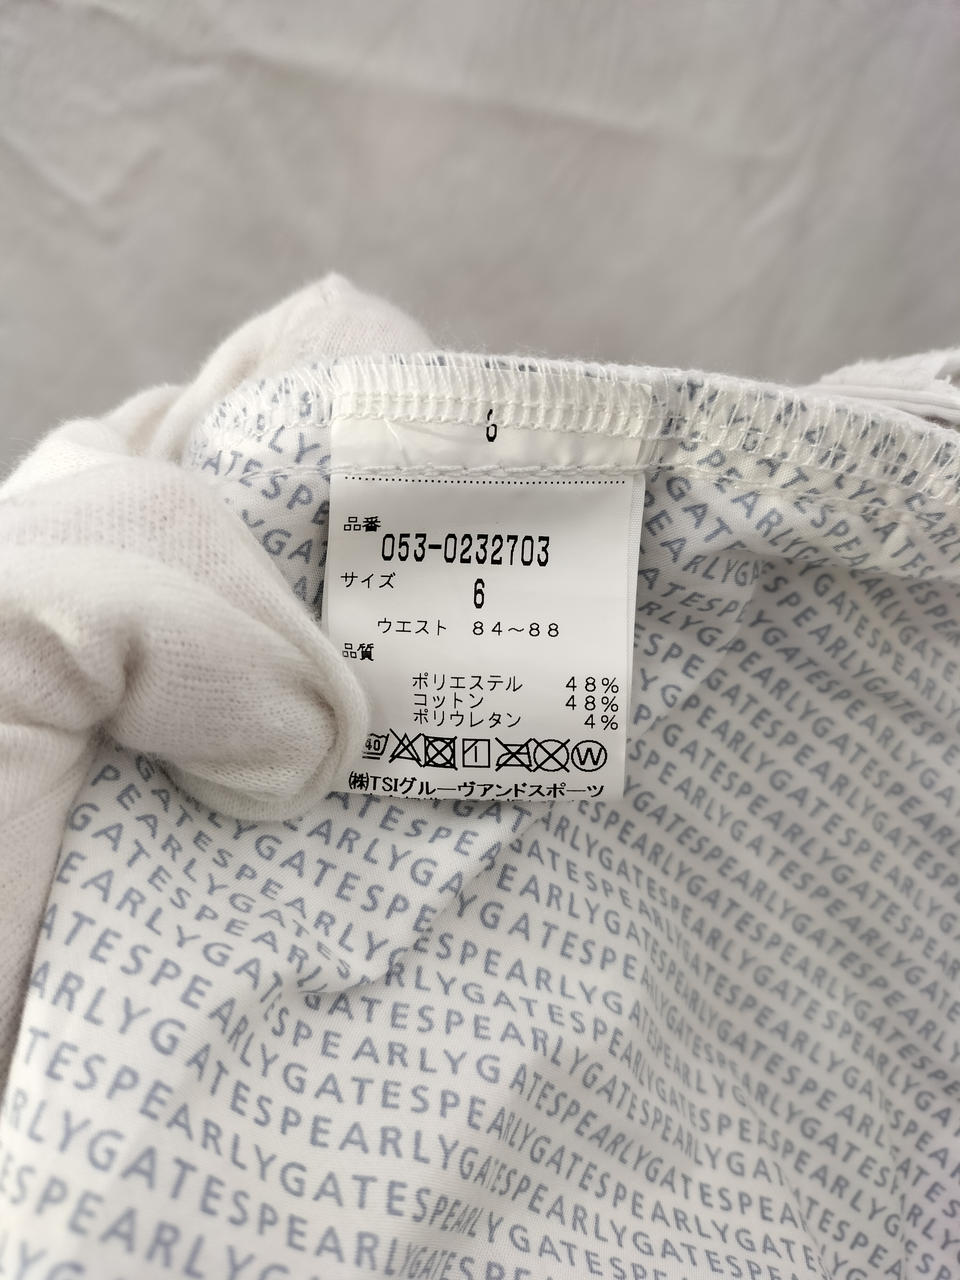 6
品番
053-0232703
サイズ
6
ウエスト 84~88
品質
ポリエステル 48%
コットン 48%
ポリウレタン 4%
40 W
㈱TSIグルーヴアンドスポーツ
PEARLYGATESPEARLYGATESPEARLYGATES